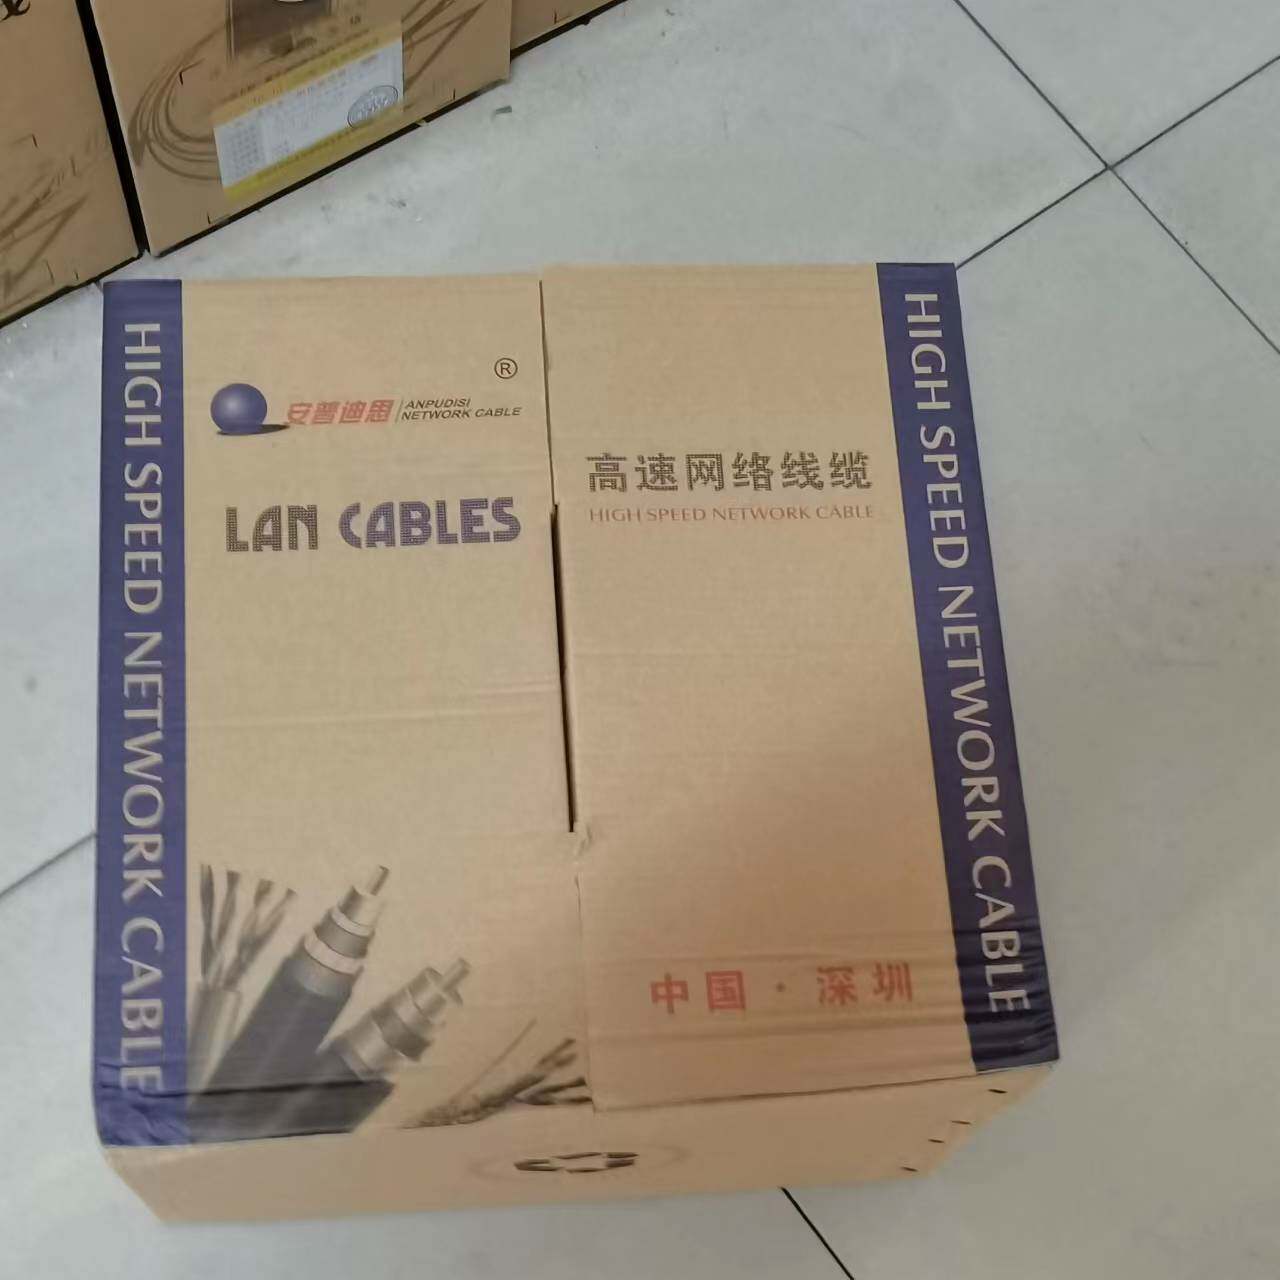 HIGH SPEED NETWORK CABLE
®
安普迪思
ANPUDISI
NETWORK CABLE
LAN CABLES
高速网络线缆
HIGH SPEED NETWORK CABLE
中国·深圳
HIGH SPEED NETWORK CABLE